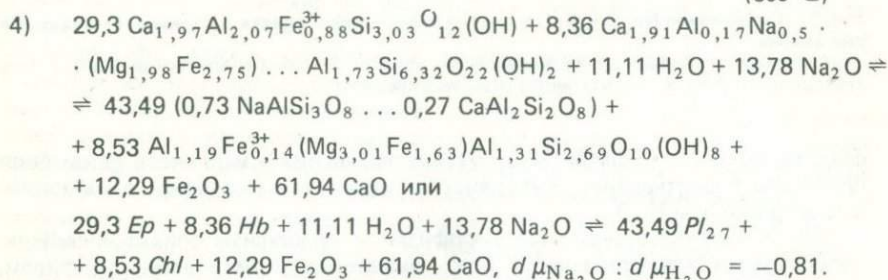 4) 29,3 Ca₁,₉₇Al₂,₀₇Fe³⁺₀,₈₈Si₃,₀₃O₁₂(OH) + 8,36 Ca₁,₉₁Al₀,₁₇Na₀,₅ ·
· (Mg₁,₉₈Fe₂,₇₅) ... Al₁,₇₃Si₆,₃₂O₂₂(OH)₂ + 11,11 H₂O + 13,78 Na₂O ⇌
⇌ 43,49 (0,73 NaAlSi₃O₈ ... 0,27 CaAl₂Si₂O₈) +
+ 8,53 Al₁,₁₉Fe³⁺₀,₁₄(Mg₃,₀₁Fe₁,₆₃)Al₁,₃₁Si₂,₆₉O₁₀(OH)₈ +
+ 12,29 Fe₂O₃ + 61,94 CaO или
29,3 Ep + 8,36 Hb + 11,11 H₂O + 13,78 Na₂O ⇌ 43,49 Pl₂₇ +
+ 8,53 Chl + 12,29 Fe₂O₃ + 61,94 CaO, d μNa₂O : d μH₂O = −0,81.